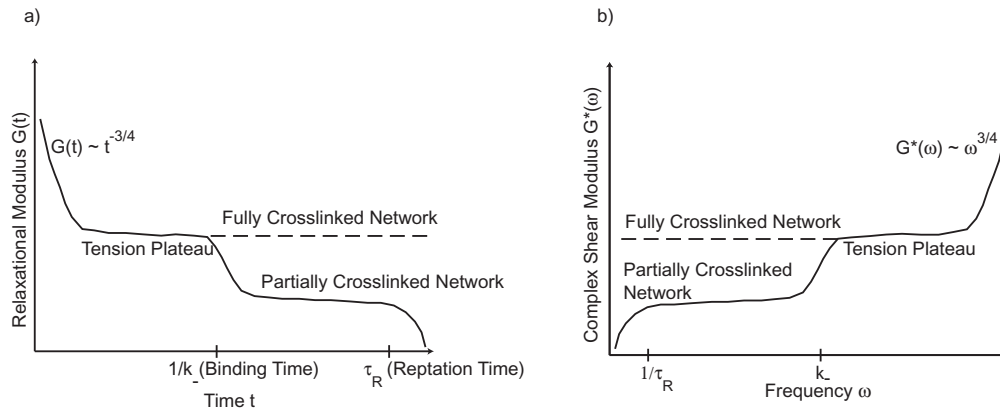 a)
Relaxational Modulus G(t)
G(t) ~ t^-3/4
Fully Crosslinked Network
Tension Plateau
Partially Crosslinked Network
1/k_- (Binding Time)
τ_R (Reptation Time)
Time t
b)
Complex Shear Modulus G*(ω)
G*(ω) ~ ω^3/4
Fully Crosslinked Network
Tension Plateau
Partially Crosslinked
Network
1/τ_R
k_-
Frequency ω